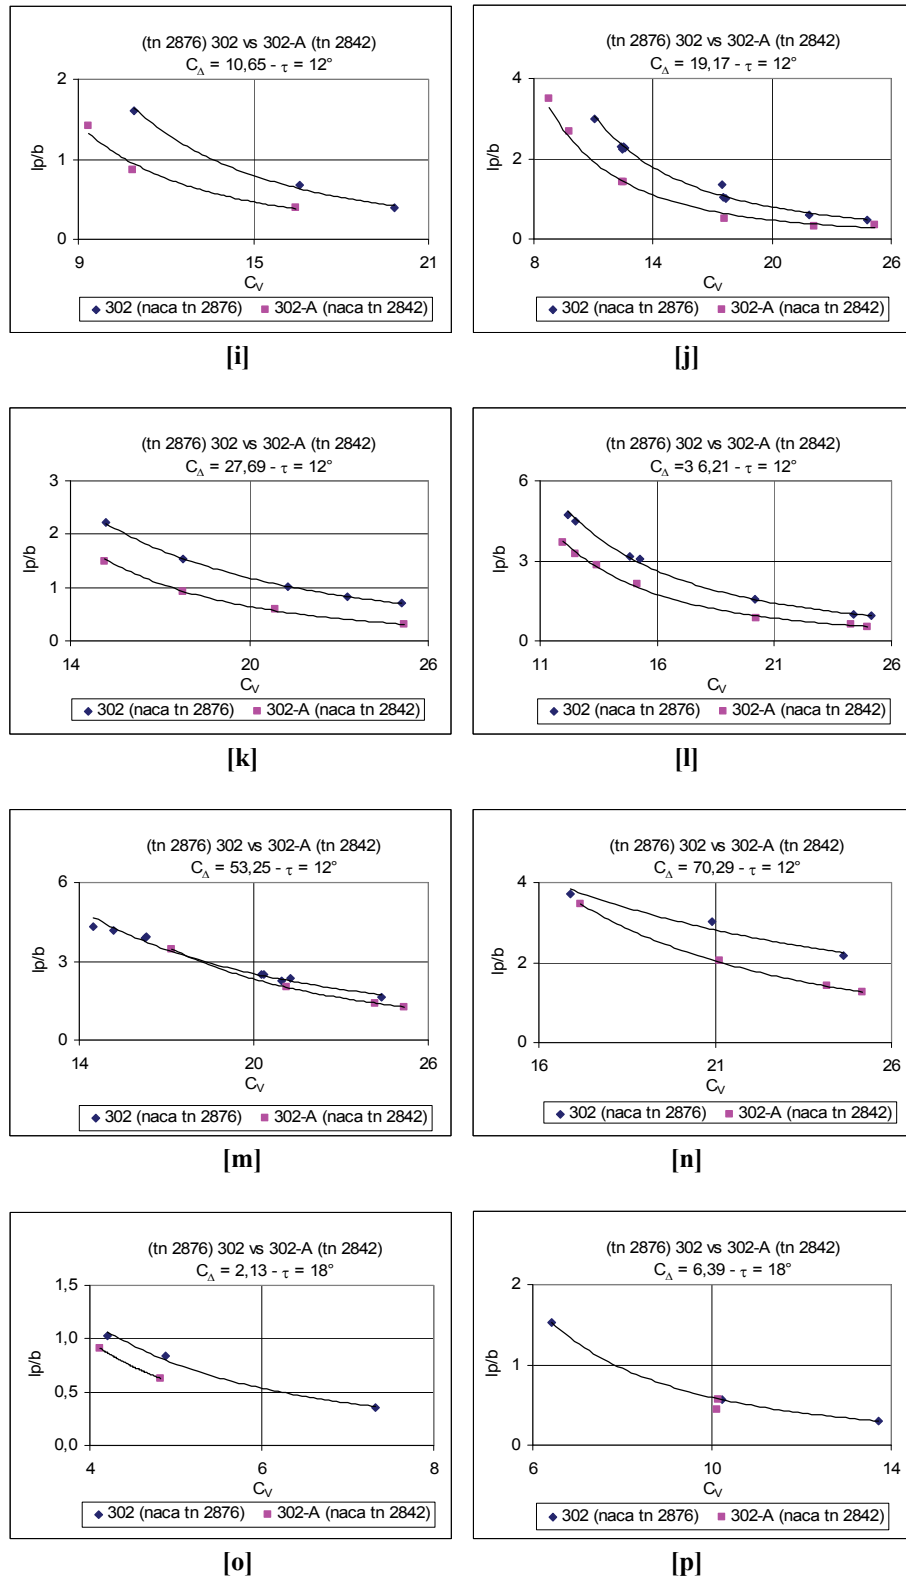 (tn 2876) 302 vs 302-A (tn 2842)
C∆ = 10,65 - τ = 12°
2
1
0
lp/b
9 15 21
CV
302 (naca tn 2876) 302-A (naca tn 2842)
[i]
(tn 2876) 302 vs 302-A (tn 2842)
C∆ = 19,17 - τ = 12°
4
2
0
lp/b
8 14 20 26
CV
302 (naca tn 2876) 302-A (naca tn 2842)
[j]
(tn 2876) 302 vs 302-A (tn 2842)
C∆ = 27,69 - τ = 12°
3
2
1
0
lp/b
14 20 26
CV
302 (naca tn 2876) 302-A (naca tn 2842)
[k]
(tn 2876) 302 vs 302-A (tn 2842)
C∆ =3 6,21 - τ = 12°
6
3
0
lp/b
11 16 21 26
CV
302 (naca tn 2876) 302-A (naca tn 2842)
[l]
(tn 2876) 302 vs 302-A (tn 2842)
C∆ = 53,25 - τ = 12°
6
3
0
lp/b
14 20 26
CV
302 (naca tn 2876) 302-A (naca tn 2842)
[m]
(tn 2876) 302 vs 302-A (tn 2842)
C∆ = 70,29 - τ = 12°
4
2
0
lp/b
16 21 26
CV
302 (naca tn 2876) 302-A (naca tn 2842)
[n]
(tn 2876) 302 vs 302-A (tn 2842)
C∆ = 2,13 - τ = 18°
1,5
1,0
0,5
0,0
lp/b
4 6 8
CV
302 (naca tn 2876) 302-A (naca tn 2842)
[o]
(tn 2876) 302 vs 302-A (tn 2842)
C∆ = 6,39 - τ = 18°
2
1
0
lp/b
6 10 14
CV
302 (naca tn 2876) 302-A (naca tn 2842)
[p]